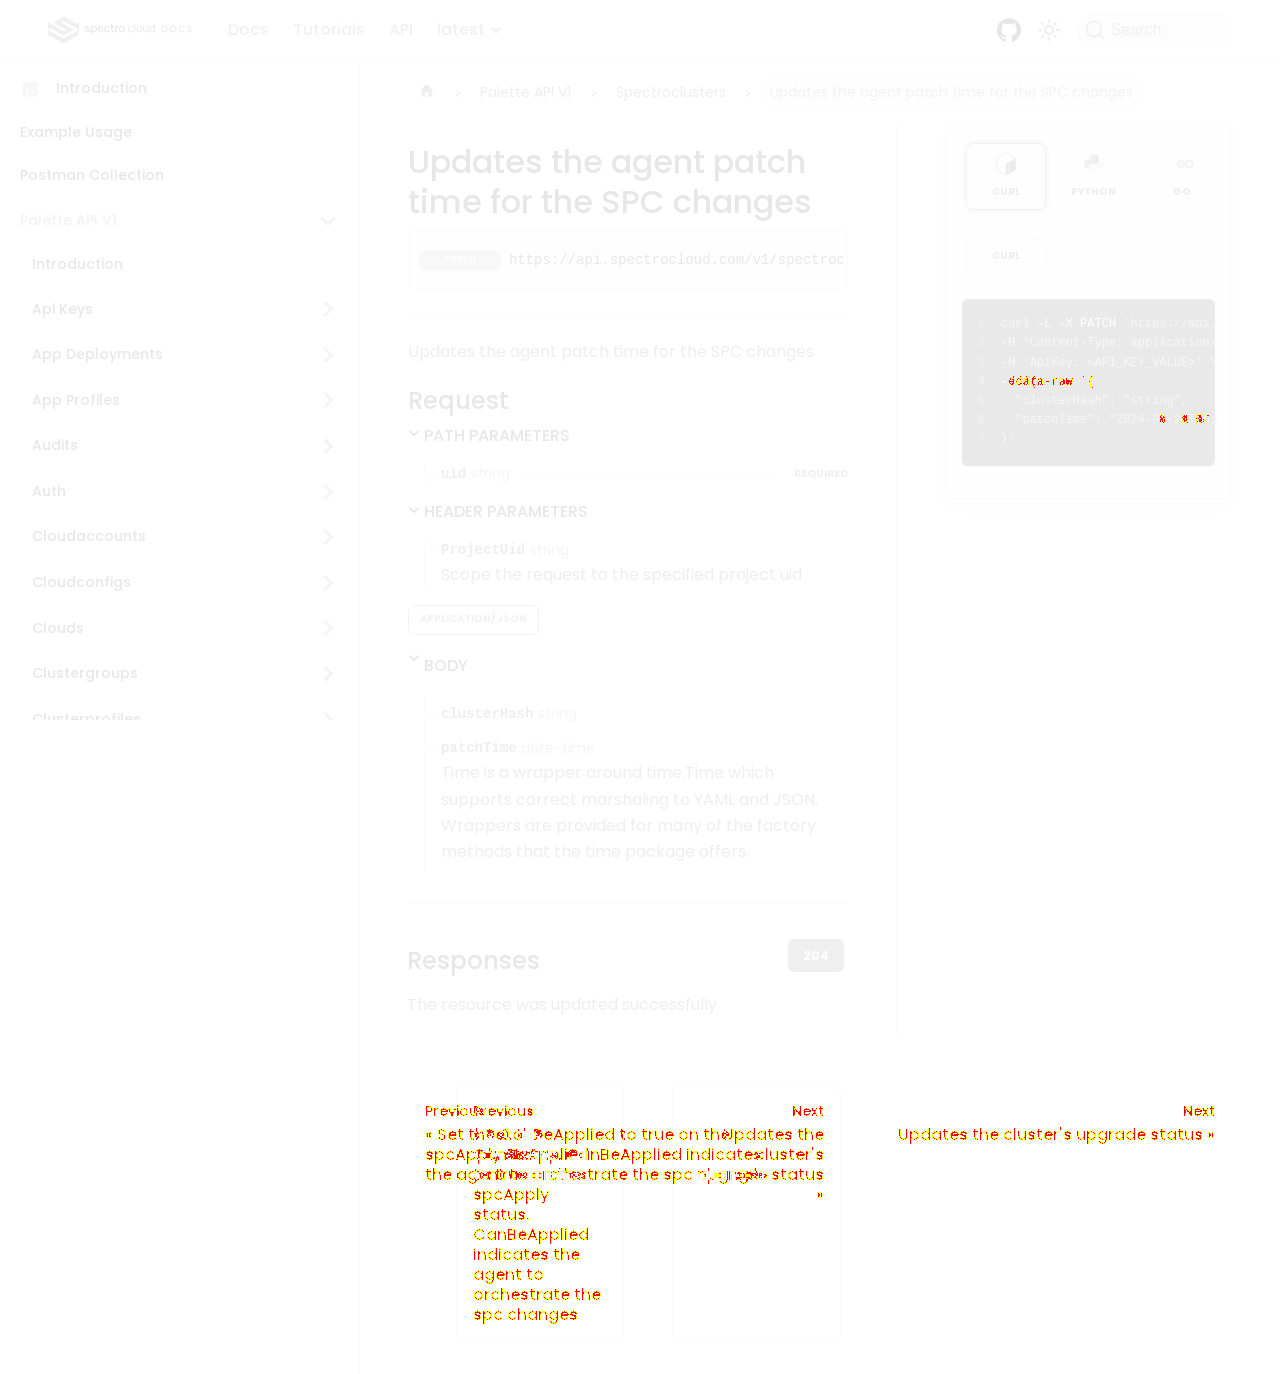 spectro cloud DOCS Docs Tutorials API latest Search
Introduction
Example Usage
Postman Collection
Palette API V1
Introduction
Api Keys
App Deployments
App Profiles
Audits
Auth
Cloudaccounts
Cloudconfigs
Clouds
Clustergroups
Clusterprofiles
Palette API V1 Spectroclusters Updates the agent patch time for the SPC changes
Updates the agent patch
time for the SPC changes
PATCH https://api.spectrocloud.com/v1/spectroc
Updates the agent patch time for the SPC changes
Request
PATH PARAMETERS
uid string REQUIRED
HEADER PARAMETERS
ProjectUid string
Scope the request to the specified project uid
APPLICATION/JSON
BODY
clusterHash string
patchTime date-time
Time is a wrapper around time.Time which
supports correct marshaling to YAML and JSON.
Wrappers are provided for many of the factory
methods that the time package offers.
Responses 204
The resource was updated successfully
CURL PYTHON GO
CURL
1 curl -L -X PATCH 'https://api.
2 -H 'Content-Type: application/
3 -H 'ApiKey: <API_KEY_VALUE>' \
4 data-raw '{
5 "clusterHash": "string",
6 "patchTime": "2024-
7 }'
Previous Previous Next Next
Updates the Updates the cluster's upgrade status »
cluster's
status
»
spcApply
status.
CanBeApplied
indicates the
agent to
orchestrate the
spc changes